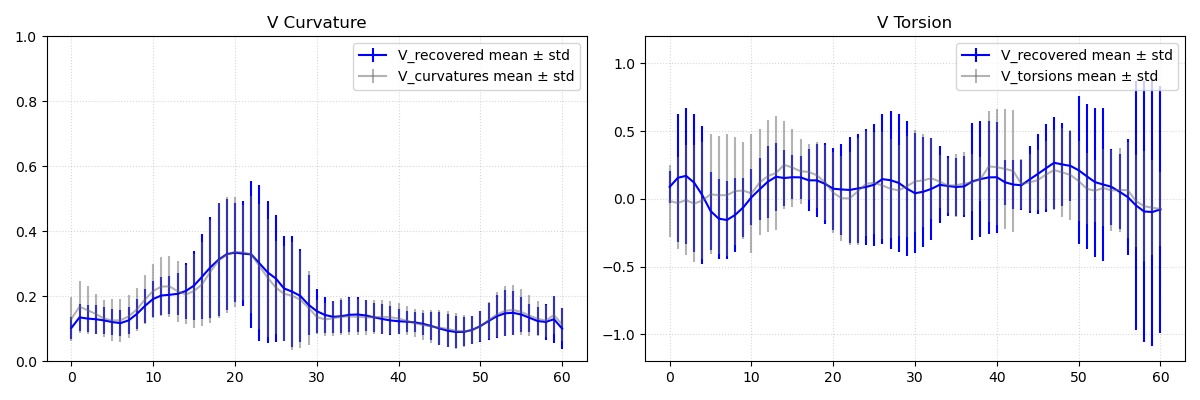 V Curvature
V_recovered mean ± std
V_curvatures mean ± std
1.0
0.8
0.6
0.4
0.2
0.0
0 10 20 30 40 50 60
V Torsion
V_recovered mean ± std
V_torsions mean ± std
1.0
0.5
0.0
−0.5
−1.0
0 10 20 30 40 50 60